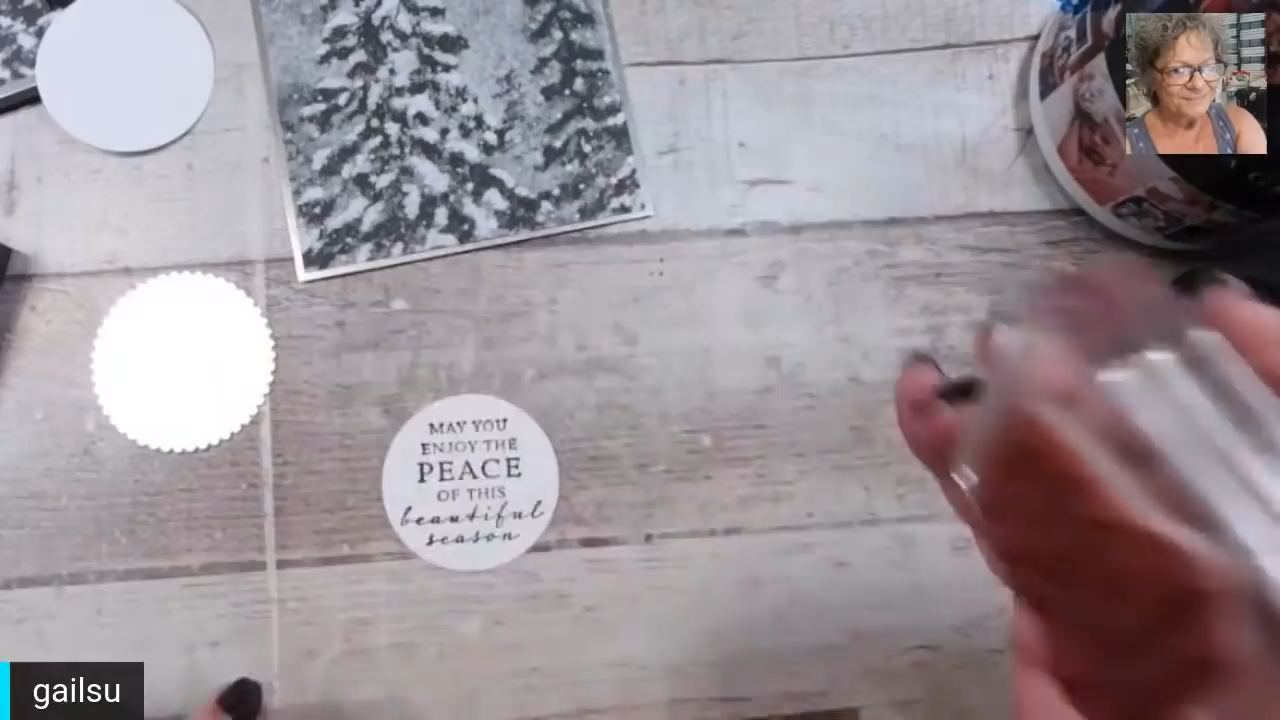 MAY YOU
ENJOY THE
PEACE
OF THIS
beautiful
season
gailsu